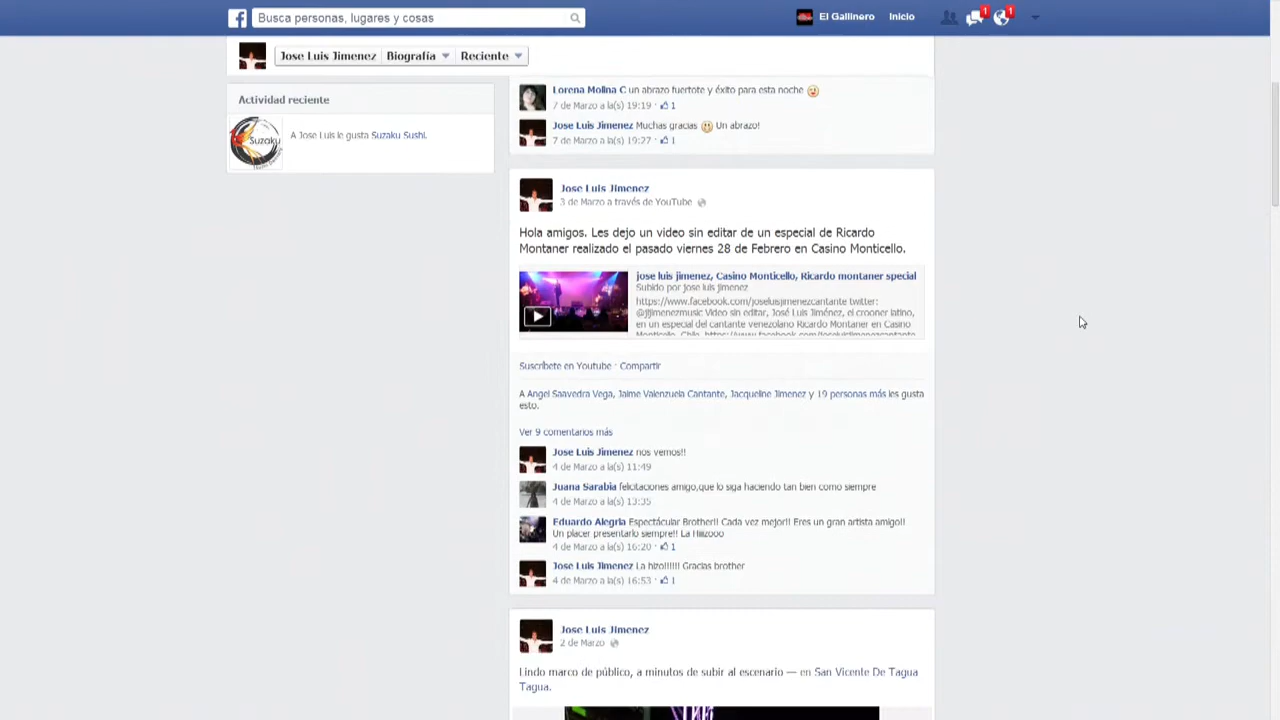 Busca personas, lugares y cosas
El Gallinero
Inicio
1
1
Jose Luis Jimenez
Biografía
Reciente
Actividad reciente
Suzaku
A Jose Luis le gusta Suzaku Sushi.
Lorena Molina C un abrazo fuertote y éxito para esta noche
7 de Marzo a la(s) 19:19 · 1
Jose Luis Jimenez Muchas gracias Un abrazo!
7 de Marzo a la(s) 19:27 · 1
Jose Luis Jimenez
3 de Marzo a través de YouTube
Hola amigos. Les dejo un video sin editar de un especial de Ricardo
Montaner realizado el pasado viernes 28 de Febrero en Casino Monticello.
jose luis jimenez, Casino Monticello, Ricardo montaner special
Subido por jose luis jimenez
https://www.facebook.com/joseluisjimenezcantante twitter:
@jljimenezmusic Video sin editar, José Luis Jiménez, el crooner latino,
en un especial del cantante venezolano Ricardo Montaner en Casino
Monticello, Chile. https://www.facebook.com/joseluisjimenezcantante
Suscríbete en Youtube · Compartir
A Angel Saavedra Vega, Jaime Valenzuela Cantante, Jacqueline Jimenez y 19 personas más les gusta
esto.
Ver 9 comentarios más
Jose Luis Jimenez nos vemos!!
4 de Marzo a la(s) 11:49
Juana Sarabia felicitaciones amigo,que lo siga haciendo tan bien como siempre
4 de Marzo a la(s) 13:35
Eduardo Alegria Espectácular Brother!! Cada vez mejor!! Eres un gran artista amigo!!
Un placer presentarlo siempre!! La Hiiizooo
4 de Marzo a la(s) 16:20 · 1
Jose Luis Jimenez La hizo!!!!!! Gracias brother
4 de Marzo a la(s) 16:53 · 1
Jose Luis Jimenez
2 de Marzo
Lindo marco de público, a minutos de subir al escenario — en San Vicente De Tagua
Tagua.